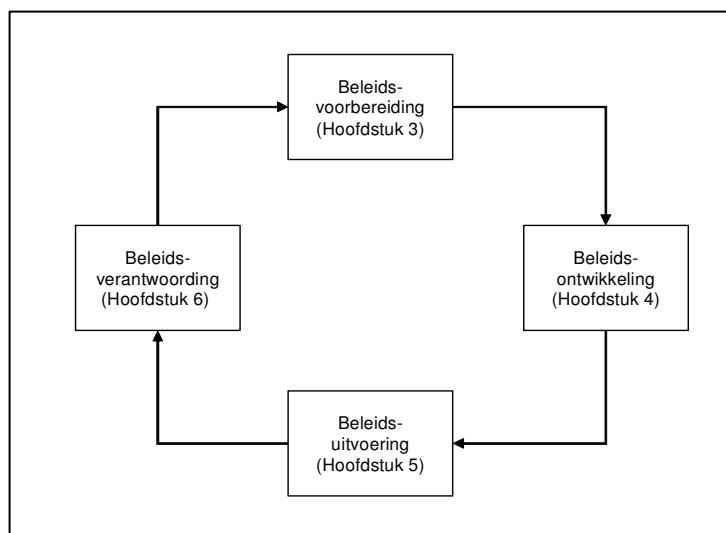 Beleids-
voorbereiding
(Hoofdstuk 3)
Beleids-
verantwoording
(Hoofdstuk 6)
Beleids-
ontwikkeling
(Hoofdstuk 4)
Beleids-
uitvoering
(Hoofdstuk 5)